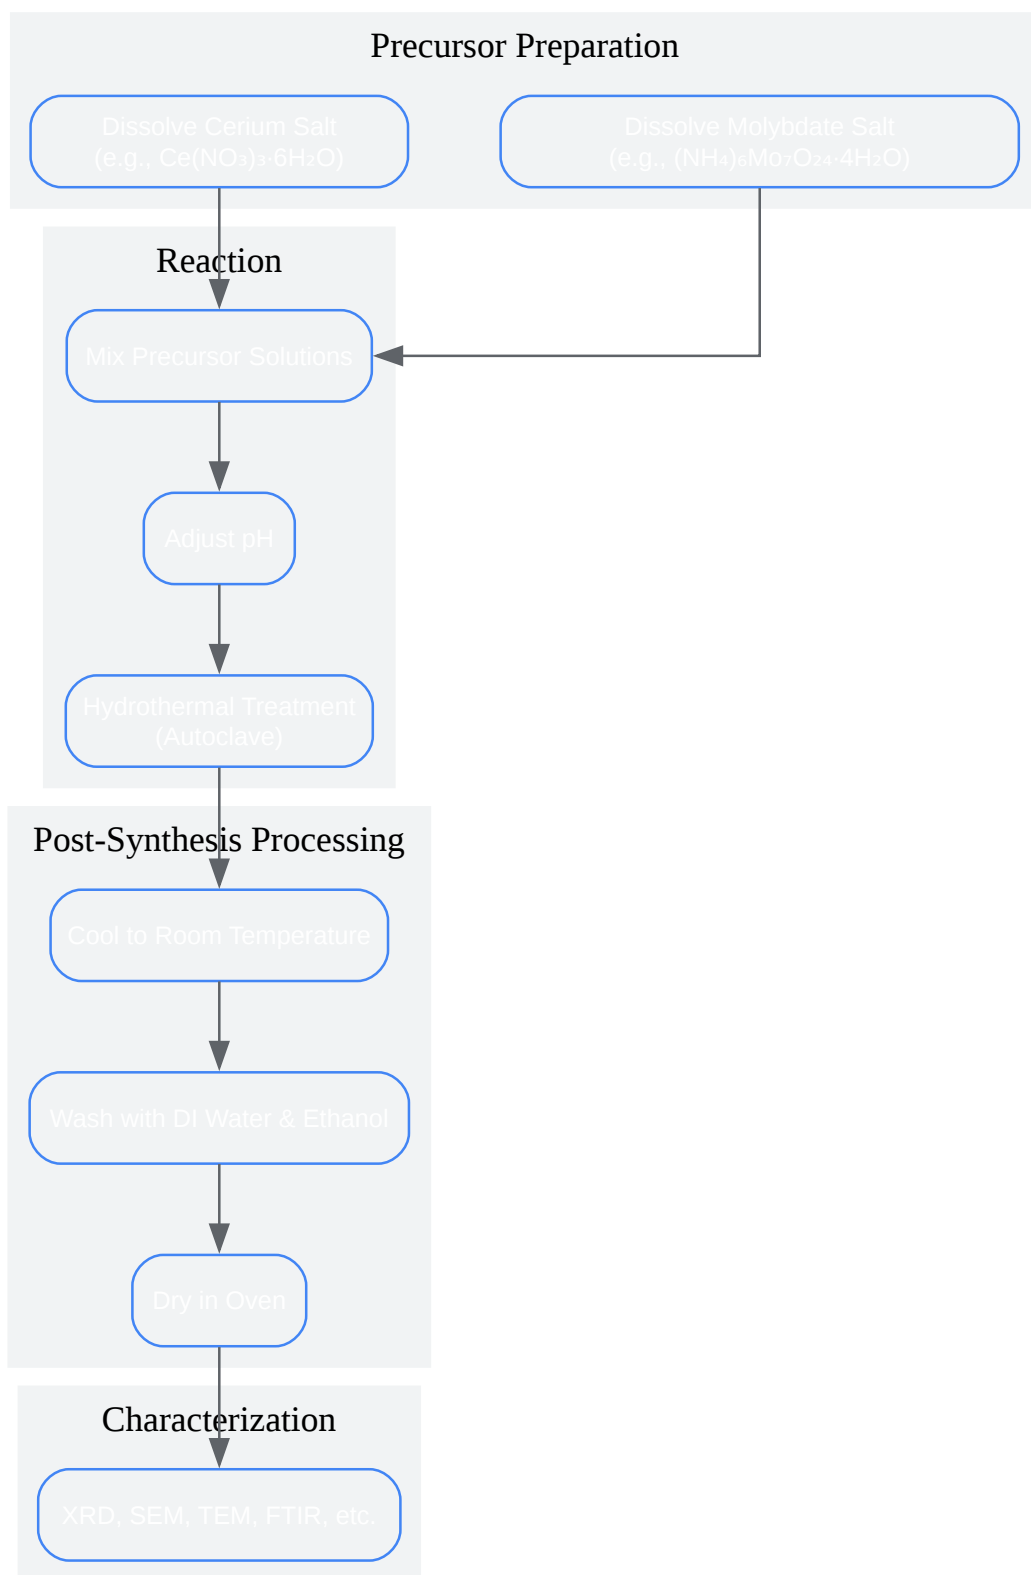 Precursor Preparation
Dissolve Cerium Salt
(e.g., Ce(NO₃)₃·6H₂O)
Dissolve Molybdate Salt
(e.g., (NH₄)₆Mo₇O₂₄·4H₂O)
Reaction
Mix Precursor Solutions
Adjust pH
Hydrothermal Treatment
(Autoclave)
Post-Synthesis Processing
Cool to Room Temperature
Wash with DI Water & Ethanol
Dry in Oven
Characterization
XRD, SEM, TEM, FTIR, etc.